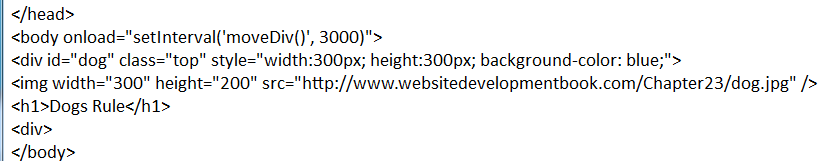 </head>
<body onload="setInterval('moveDiv()', 3000)">
<div id="dog" class="top" style="width:300px; height:300px; background-color: blue;">
<img width="300" height="200" src="http://www.websitedevelopmentbook.com/Chapter23/dog.jpg" />
<h1>Dogs Rule</h1>
<div>
</body>